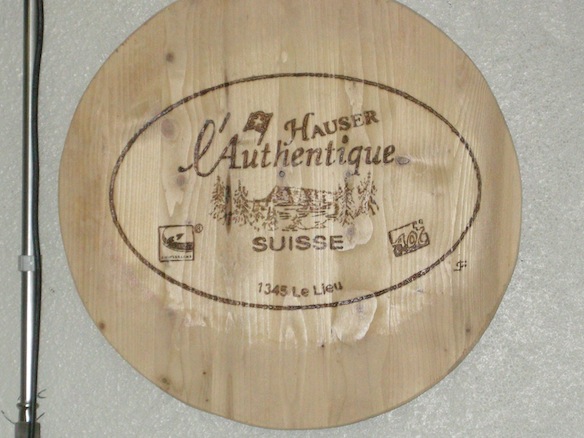 HAUSER
l'Authentique
SUISSE
®
1345 Le Lieu